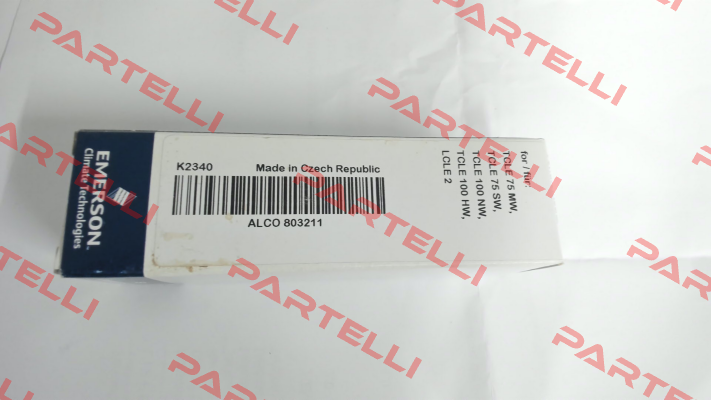 EMERSON
Climate Technologies
K2340 Made in Czech Republic
ALCO 803211
for / für:
TCLE 75 MW,
TCLE 75 SW,
TCLE 100 NW,
TCLE 100 HW,
LCLE 2
PARTELLI
PARTELLI
PARTELLI
PARTELLI
PARTELLI
PARTELLI
PARTELLI
PARTELLI
PARTELLI